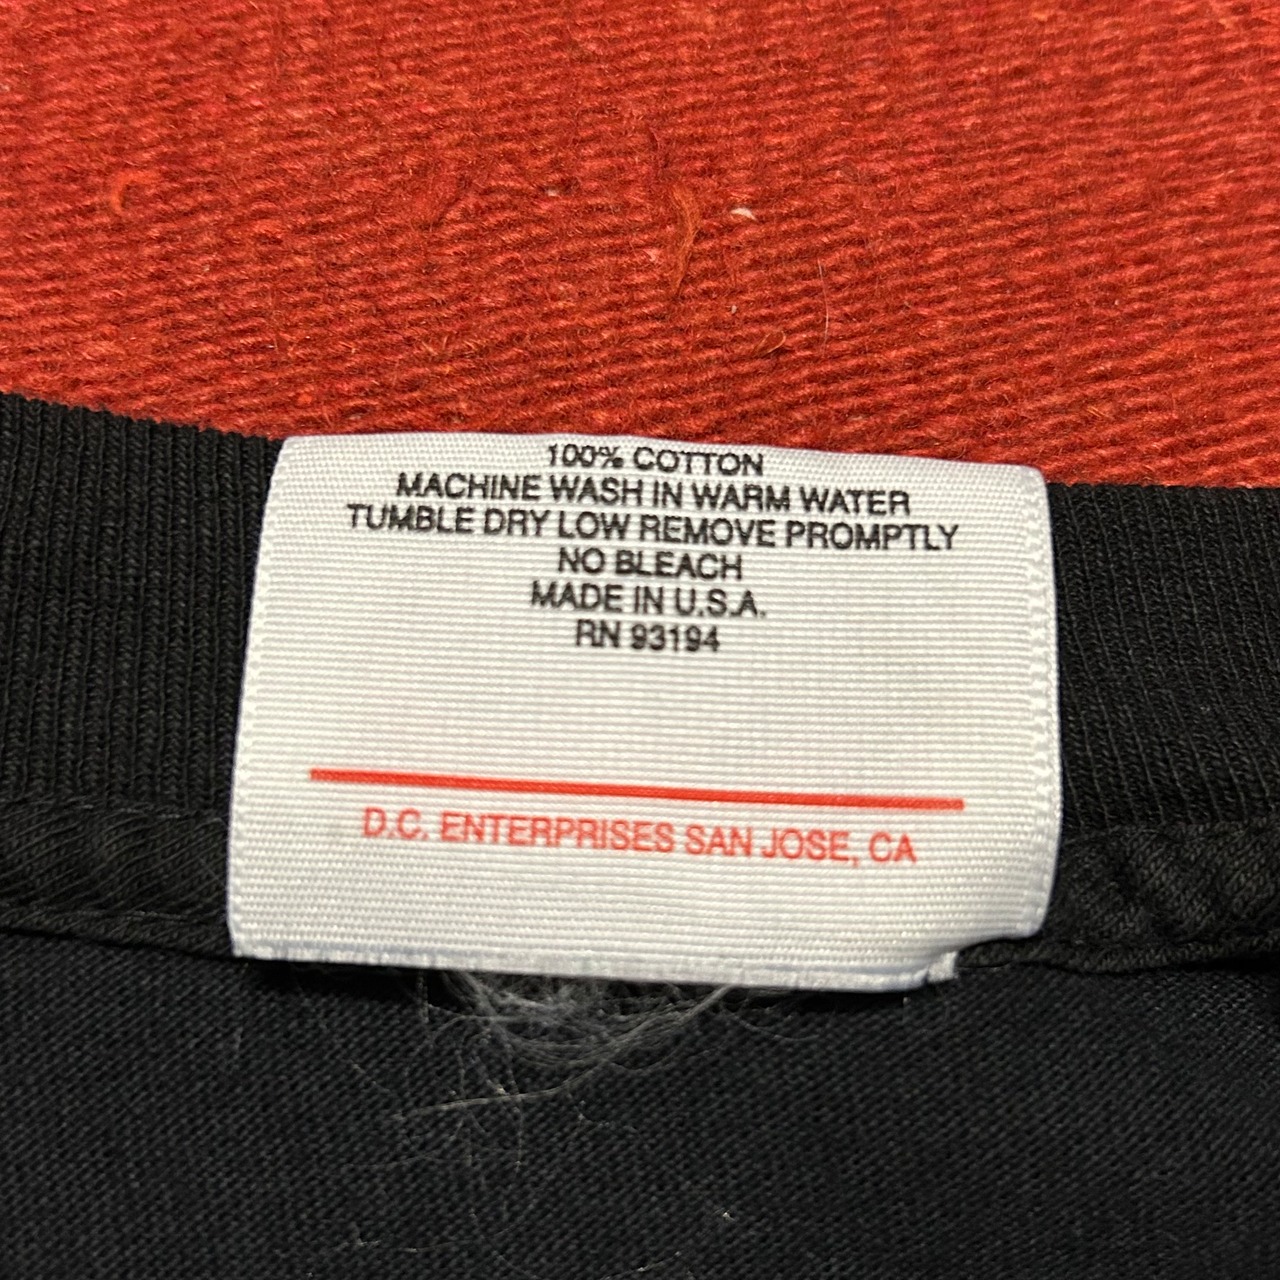 100% COTTON
MACHINE WASH IN WARM WATER
TUMBLE DRY LOW REMOVE PROMPTLY
NO BLEACH
MADE IN U.S.A.
RN 93194
D.C. ENTERPRISES SAN JOSE, CA